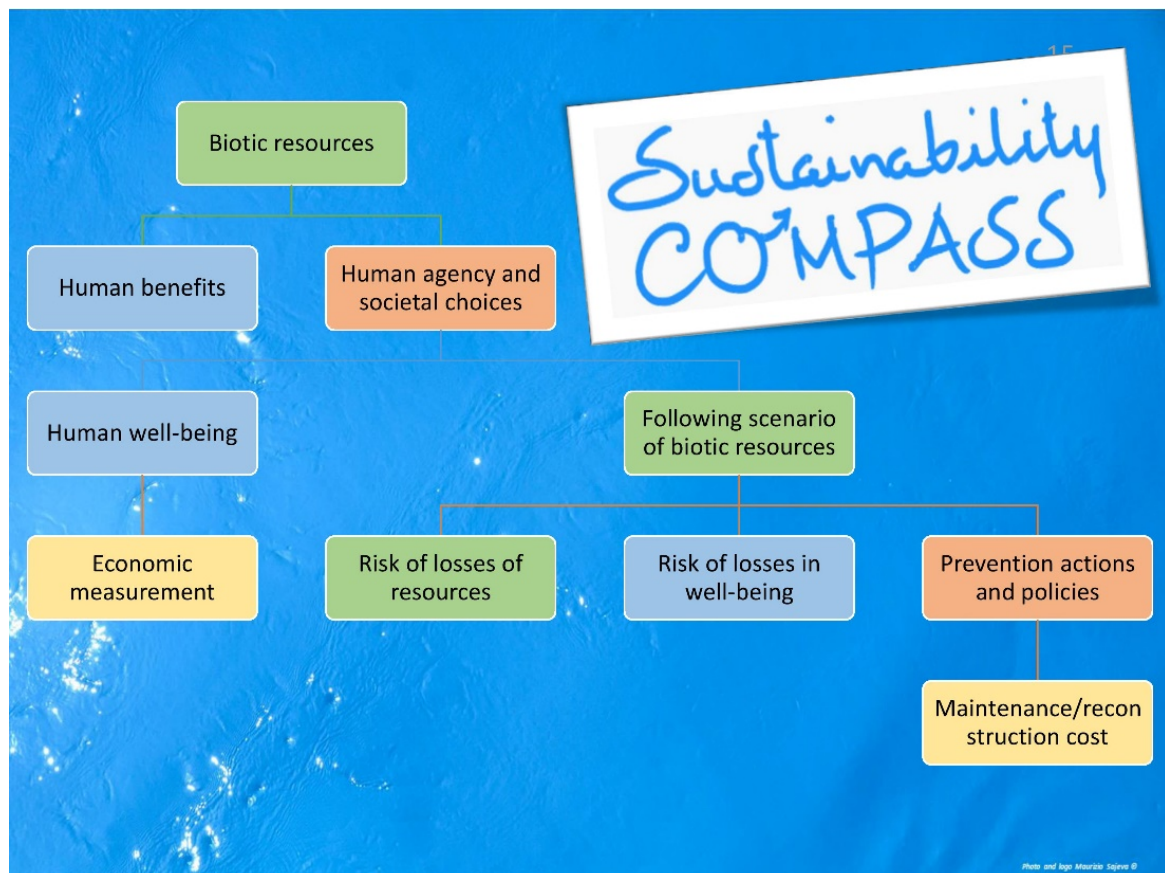 15
Sustainability
COMPASS
Biotic resources
Human benefits
Human agency and
societal choices
Human well-being
Following scenario
of biotic resources
Economic
measurement
Risk of losses of
resources
Risk of losses in
well-being
Prevention actions
and policies
Maintenance/recon
struction cost
Photo and logo Maurizio Sajeva ©